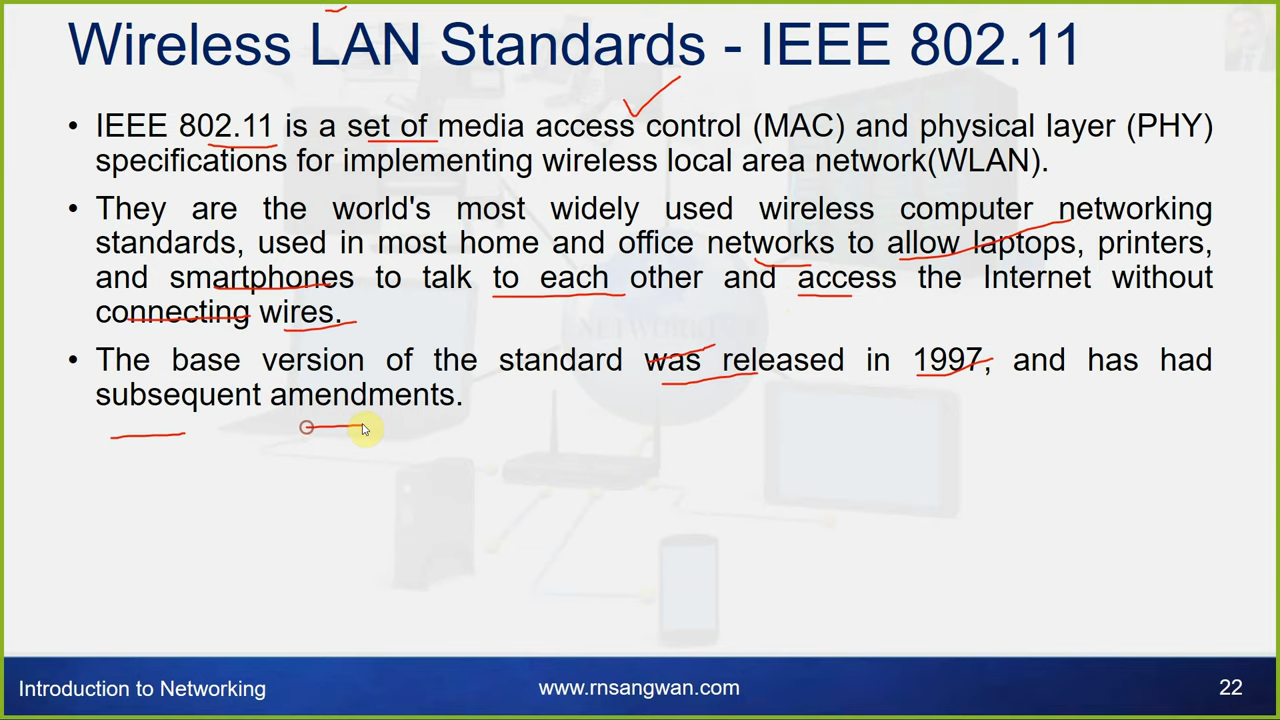 Wireless LAN Standards - IEEE 802.11
• IEEE 802.11 is a set of media access control (MAC) and physical layer (PHY)
specifications for implementing wireless local area network(WLAN).
• They are the world's most widely used wireless computer networking
standards, used in most home and office networks to allow laptops, printers,
and smartphones to talk to each other and access the Internet without
connecting wires.
• The base version of the standard was released in 1997, and has had
subsequent amendments.
NETWORK
Introduction to Networking
www.rnsangwan.com
22